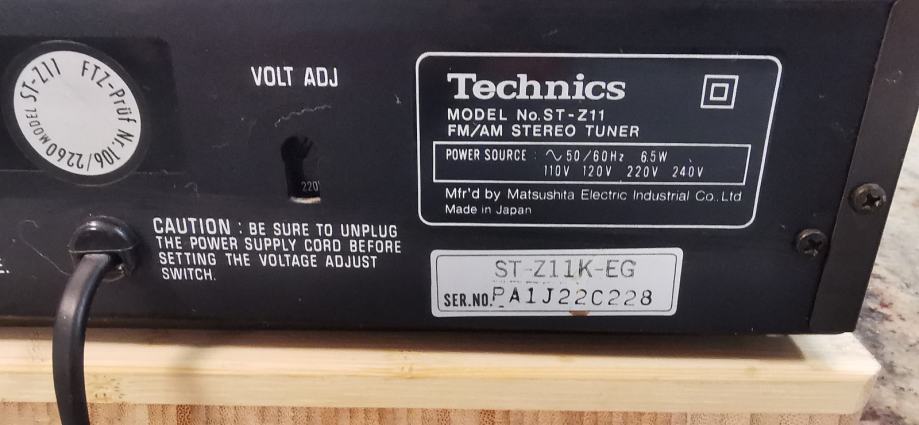 MODEL ST-Z11 FTZ-Prüf Nr.106/2260
VOLT ADJ
220
CAUTION : BE SURE TO UNPLUG
THE POWER SUPPLY CORD BEFORE
SETTING THE VOLTAGE ADJUST
SWITCH.
E.
Technics
MODEL No.ST-Z11
FM/AM STEREO TUNER
POWER SOURCE : ∿ 50/60Hz 6.5W
110V 120V 220V 240V
Mfr'd by Matsushita Electric Industrial Co.,Ltd
Made in Japan
ST-Z11K-EG
SER.NO.PA1J22C228